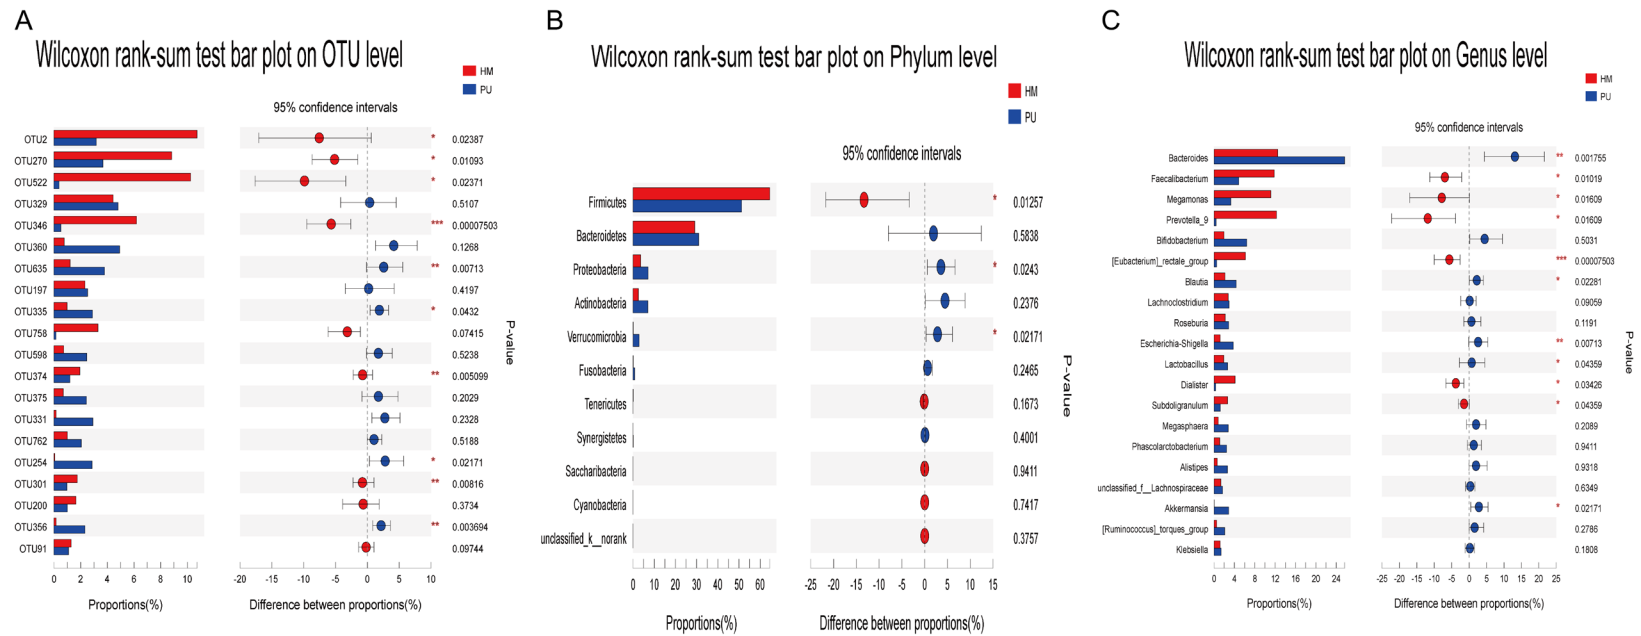 A
Wilcoxon rank-sum test bar plot on OTU level
HM
PU
95% confidence intervals
OTU2 * 0.02387
OTU270 * 0.01093
OTU522 * 0.02371
OTU329 0.5107
OTU346 *** 0.00007503
OTU360 0.1268
OTU635 ** 0.00713
OTU197 0.4197
OTU335 * 0.0432
OTU758 0.07415
OTU598 0.5238
OTU374 ** 0.005099
OTU375 0.2029
OTU331 0.2328
OTU762 0.5188
OTU254 * 0.02171
OTU301 ** 0.00816
OTU200 0.3734
OTU356 ** 0.003694
OTU91 0.09744
P-value
0 2 4 6 8 10 -20 -15 -10 -5 0 5 10
Proportions(%) Difference between proportions(%)
B
Wilcoxon rank-sum test bar plot on Phylum level
HM
PU
95% confidence intervals
Firmicutes * 0.01257
Bacteroidetes 0.5838
Proteobacteria * 0.0243
Actinobacteria 0.2376
Verrucomicrobia * 0.02171
Fusobacteria 0.2465
Tenericutes 0.1673
Synergistetes 0.4001
Saccharibacteria 0.9411
Cyanobacteria 0.7417
unclassified_k__norank 0.3757
P-value
0 10 20 30 40 50 60 -25 -20 -15 -10 -5 0 5 10 15
Proportions(%) Difference between proportions(%)
C
Wilcoxon rank-sum test bar plot on Genus level
HM
PU
95% confidence intervals
Bacteroides ** 0.001755
Faecalibacterium * 0.01019
Megamonas * 0.01609
Prevotella_9 * 0.01609
Bifidobacterium 0.5031
[Eubacterium]_rectale_group *** 0.00007503
Blautia * 0.02281
Lachnoclostridium 0.09059
Roseburia 0.1191
Escherichia-Shigella ** 0.00713
Lactobacillus * 0.04359
Dialister * 0.03426
Subdoligranulum * 0.04359
Megasphaera 0.2089
Phascolarctobacterium 0.9411
Alistipes 0.9318
unclassified_f__Lachnospiraceae 0.6349
Akkermansia * 0.02171
[Ruminococcus]_torques_group 0.2786
Klebsiella 0.1808
P-value
0 4 8 12 16 20 24 -25 -20 -15 -10 -5 0 5 10 15 20 25
Proportions(%) Difference between proportions(%)